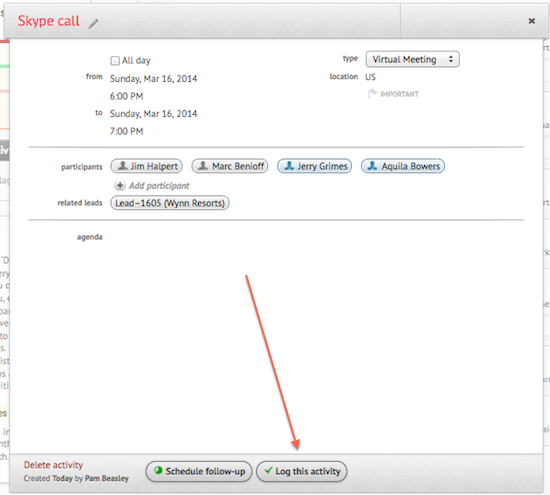 Skype call
All day
type Virtual Meeting
from Sunday, Mar 16, 2014
location US
6:00 PM
IMPORTANT
to Sunday, Mar 16, 2014
7:00 PM
participants Jim Halpert Marc Benioff Jerry Grimes Aquila Bowers
Add participant
related leads Lead-1605 (Wynn Resorts)
agenda
Delete activity
Created Today by Pam Beasley
Schedule follow-up Log this activity